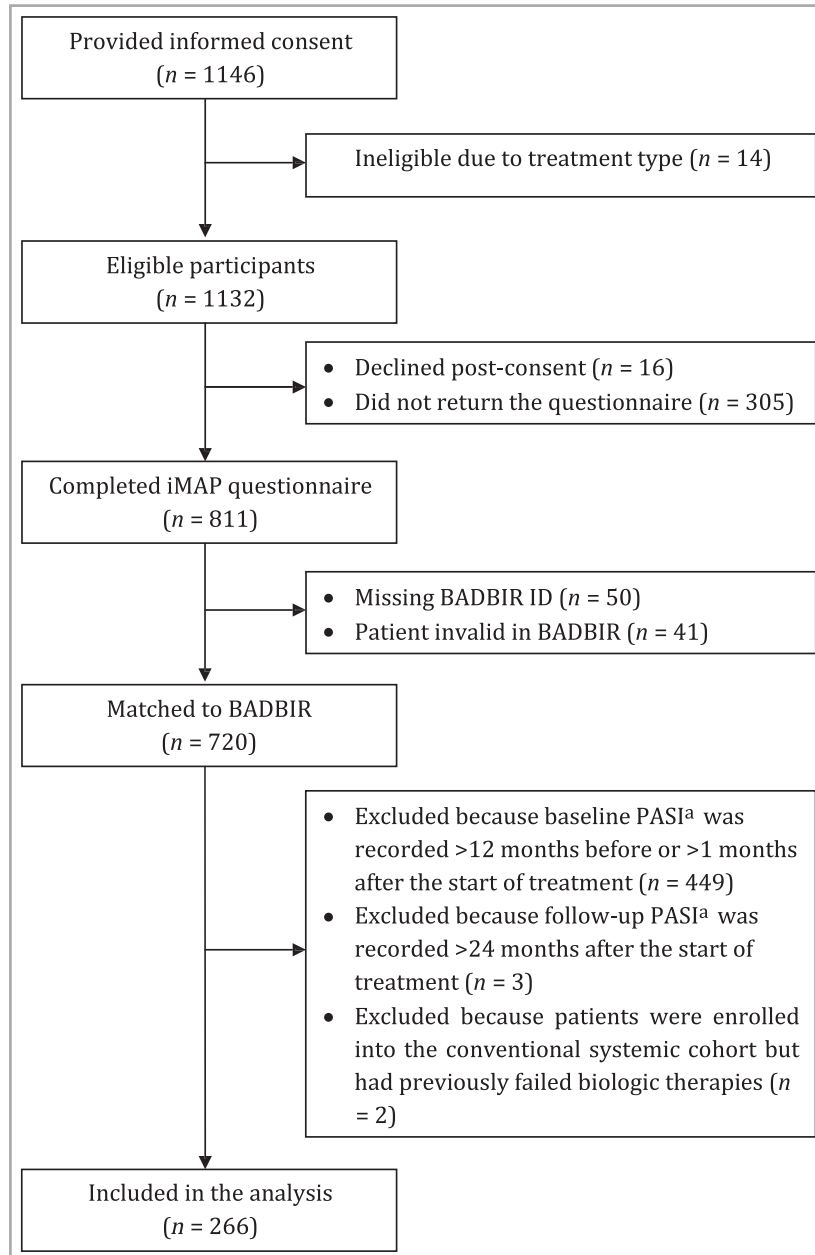 Provided informed consent
(n = 1146)
Ineligible due to treatment type (n = 14)
Eligible participants
(n = 1132)
• Declined post-consent (n = 16)
• Did not return the questionnaire (n = 305)
Completed iMAP questionnaire
(n = 811)
• Missing BADBIR ID (n = 50)
• Patient invalid in BADBIR (n = 41)
Matched to BADBIR
(n = 720)
• Excluded because baseline PASIᵃ was
recorded >12 months before or >1 months
after the start of treatment (n = 449)
• Excluded because follow-up PASIᵃ was
recorded >24 months after the start of
treatment (n = 3)
• Excluded because patients were enrolled
into the conventional systemic cohort but
had previously failed biologic therapies (n
= 2)
Included in the analysis
(n = 266)